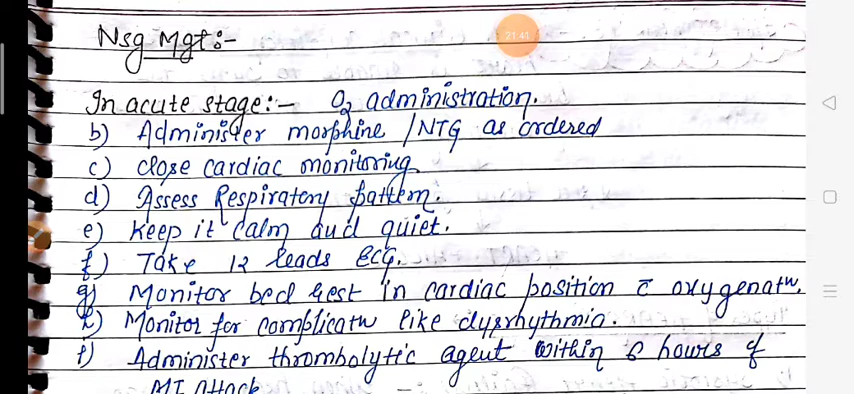 Nsg Mgt:-
21:41
In acute stage:- O2 administration.
b) Administer morphine /NTG as ordered
c) close cardiac monitoring
d) Assess Respiratory pattern.
e) Keep it calm and quiet.
f) Take 12 leads ECG.
g) Monitor bed rest in cardiac position c̄ oxygenatn.
h) Monitor for complicatn like dysrhythmia.
i) Administer thrombolytic agent within 6 hours of
MI attack